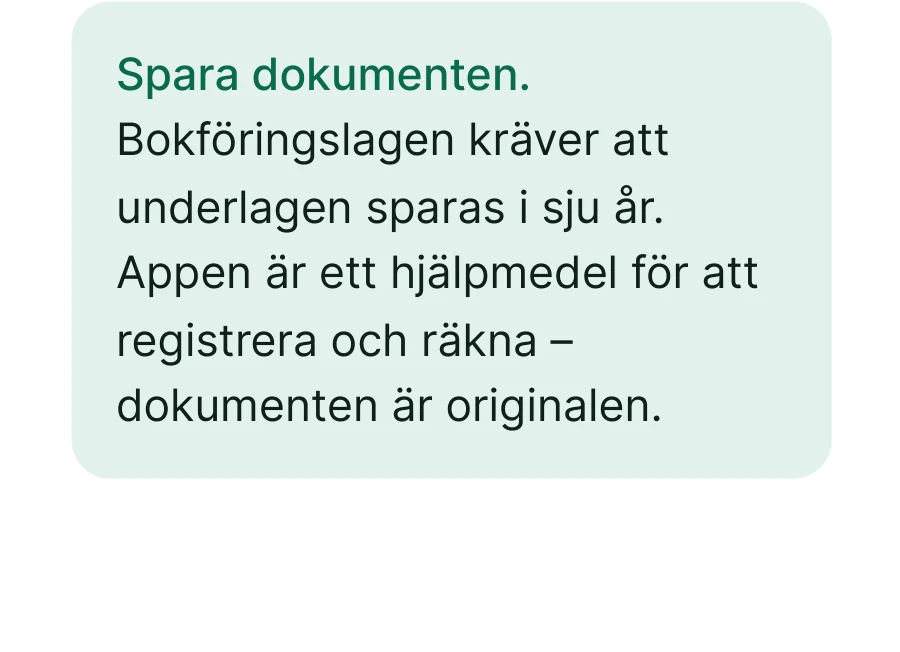 Spara dokumenten.
Bokföringslagen kräver att
underlagen sparas i sju år.
Appen är ett hjälpmedel för att
registrera och räkna –
dokumenten är originalen.